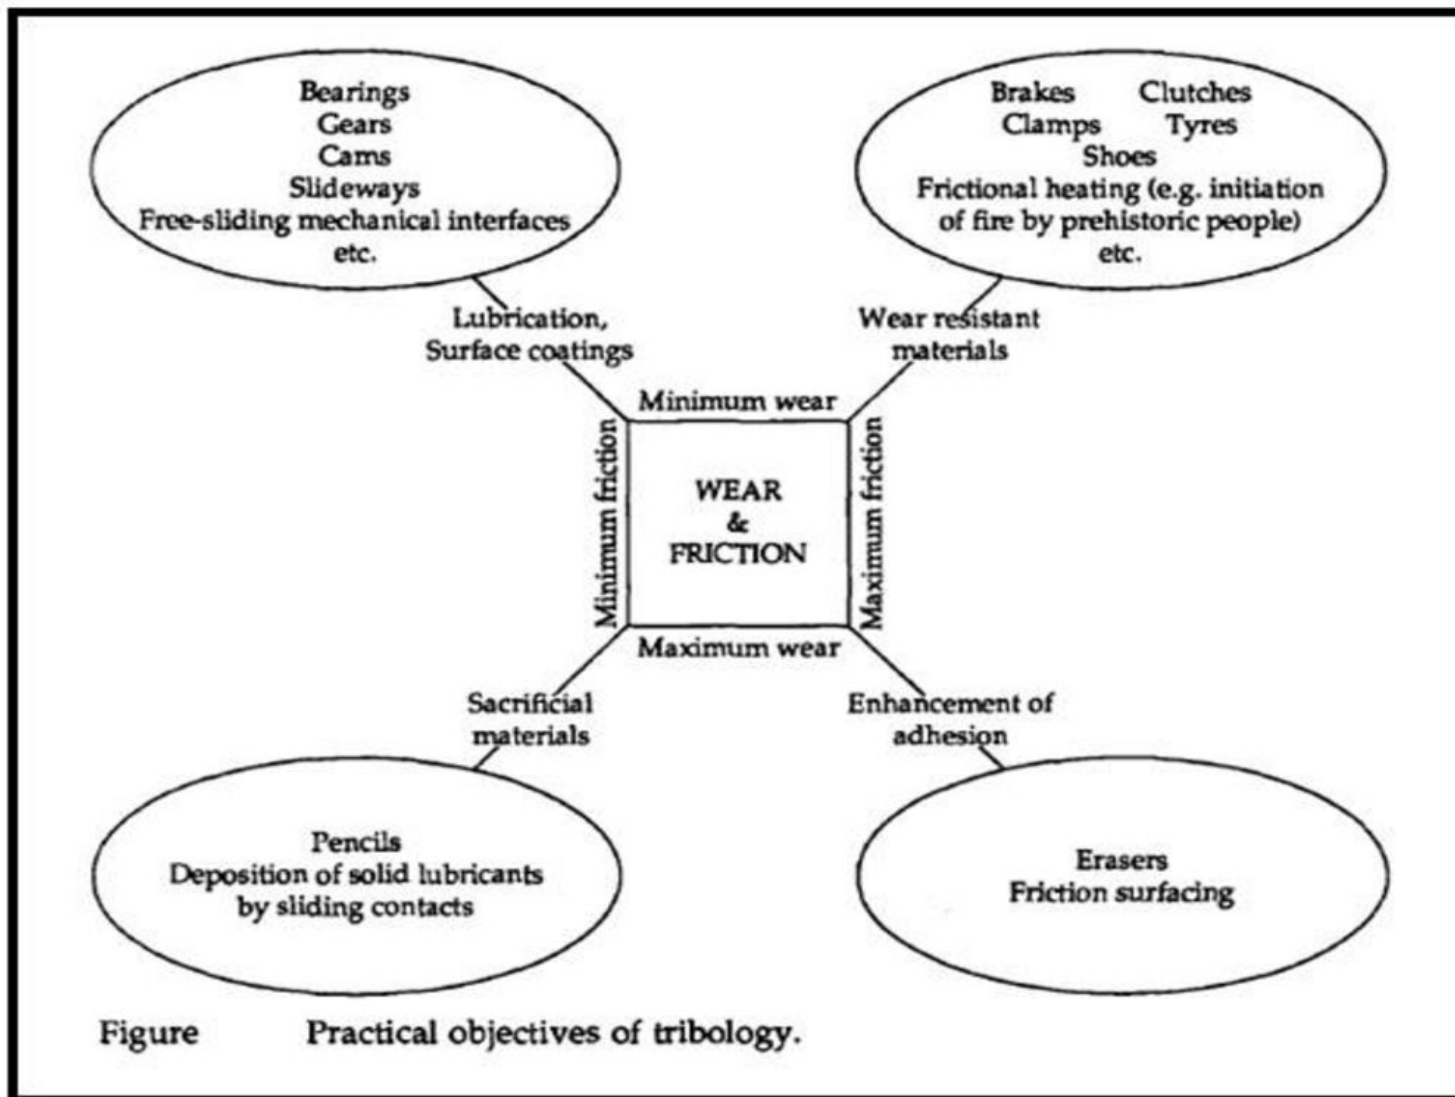 Bearings
Gears
Cams
Slideways
Free-sliding mechanical interfaces
etc.
Brakes Clutches
Clamps Tyres
Shoes
Frictional heating (e.g. initiation
of fire by prehistoric people)
etc.
Lubrication,
Surface coatings
Wear resistant
materials
Minimum wear
Minimum friction
WEAR
&
FRICTION
Maximum friction
Maximum wear
Sacrificial
materials
Enhancement of
adhesion
Pencils
Deposition of solid lubricants
by sliding contacts
Erasers
Friction surfacing
Figure Practical objectives of tribology.